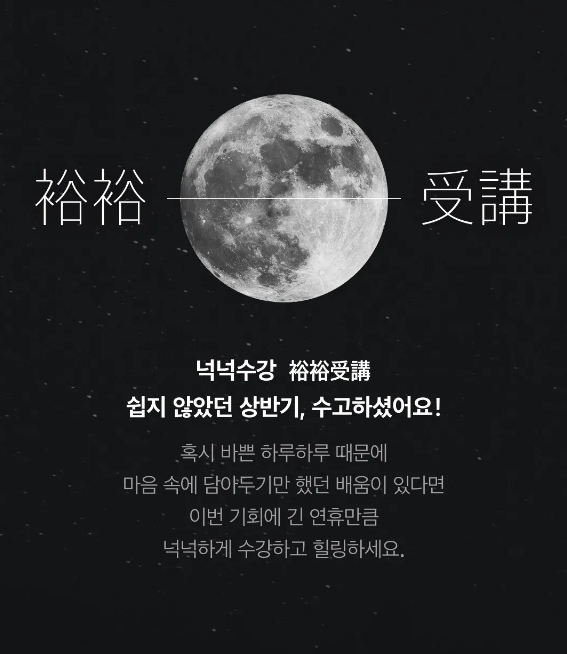 裕裕 受講
넉넉수강 裕裕受講
쉽지 않았던 상반기, 수고하셨어요!
혹시 바쁜 하루하루 때문에
마음 속에 담아두기만 했던 배움이 있다면
이번 기회에 긴 연휴만큼
넉넉하게 수강하고 힐링하세요.